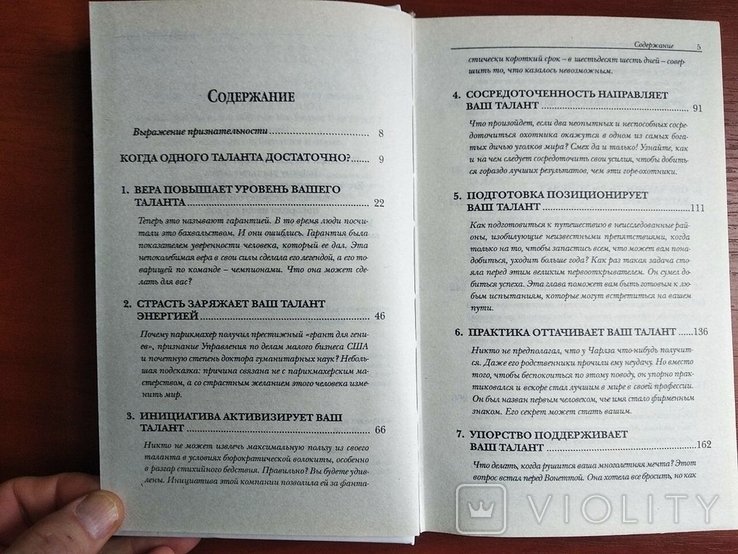 СОДЕРЖАНИЕ
Выражение признательности ........ 8
КОГДА ОДНОГО ТАЛАНТА ДОСТАТОЧНО? ..... 9
1. ВЕРА ПОВЫШАЕТ УРОВЕНЬ ВАШЕГО
ТАЛАНТА ........ 22
Теперь это называют гарантией. В то время люди посчи-
тали это бахвальством. И они ошиблись. Гарантия была
показателем уверенности человека, который ее дал. Эта
непоколебимая вера в свои силы сделала его легендой, а его то-
варищей по команде – чемпионами. Что она может сде-
лать для вас?
2. СТРАСТЬ ЗАРЯЖАЕТ ВАШ ТАЛАНТ
ЭНЕРГИЕЙ ........ 46
Почему парикмахер получил престижный «грант для гени-
ев», признание Управления по делам малого бизнеса США
и почетную степень доктора гуманитарных наук? Неболь-
шая подсказка: причина связана не с парикмахерским ма-
стерством, а со страстным желанием этого человека изме-
нить мир.
3. ИНИЦИАТИВА АКТИВИЗИРУЕТ ВАШ
ТАЛАНТ ........ 66
Никто не может извлечь максимальную пользу из своего
таланта в условиях бюрократической волокиты, особенно
в разгар стихийного бедствия. Правильно? Вы будете удив-
лены. Инициатива этой компании позволила ей за фанта-
Содержание 5
стически короткий срок – в шестьдесят шесть дней – совер
шить то, что казалось невозможным.
4. СОСРЕДОТОЧЕННОСТЬ НАПРАВЛЯЕТ
ВАШ ТАЛАНТ ........ 91
Что произойдет, если два неопытных и неспособных сосре-
доточиться охотника окажутся в одном из самых бога-
тых дичью уголков мира? Смех да и только! Узнайте, как
и на чем следует сосредоточить свои усилия, чтобы добить-
ся гораздо лучших результатов, чем эти горе-охотники.
5. ПОДГОТОВКА ПОЗИЦИОНИРУЕТ
ВАШ ТАЛАНТ ........ 111
Как подготовиться к путешествию в неисследованные рай-
оны, изобилующие неизвестными препятствиями, когда
только на то, чтобы запастись всем, что может вам пона-
добиться, уходит больше года? Как раз такая задача сто-
яла перед этим великим первооткрывателем. Он сумел до-
биться успеха. Эта глава поможет вам быть готовым к лю-
бым испытаниям, которые могут встретиться на вашем
пути.
6. ПРАКТИКА ОТТАЧИВАЕТ ВАШ ТАЛАНТ ...... 136
Никто не предполагал, что у Чарлза что-нибудь получит-
ся. Даже его родственники прочили ему неудачу. Но вместо
того, чтобы беспокоиться по этому поводу, он упорно прак-
тиковался и вскоре стал лучшим в мире в своей профессии.
Он был назван первым человеком, чье имя стало фирменным
знаком. Его секрет может стать вашим.
7. УПОРСТВО ПОДДЕРЖИВАЕТ
ВАШ ТАЛАНТ ........ 162
Что делать, когда рушится ваша многолетняя мечта? Этот
вопрос встал перед Вонеттой. Она хотела все бросить, но как
VIOLITY